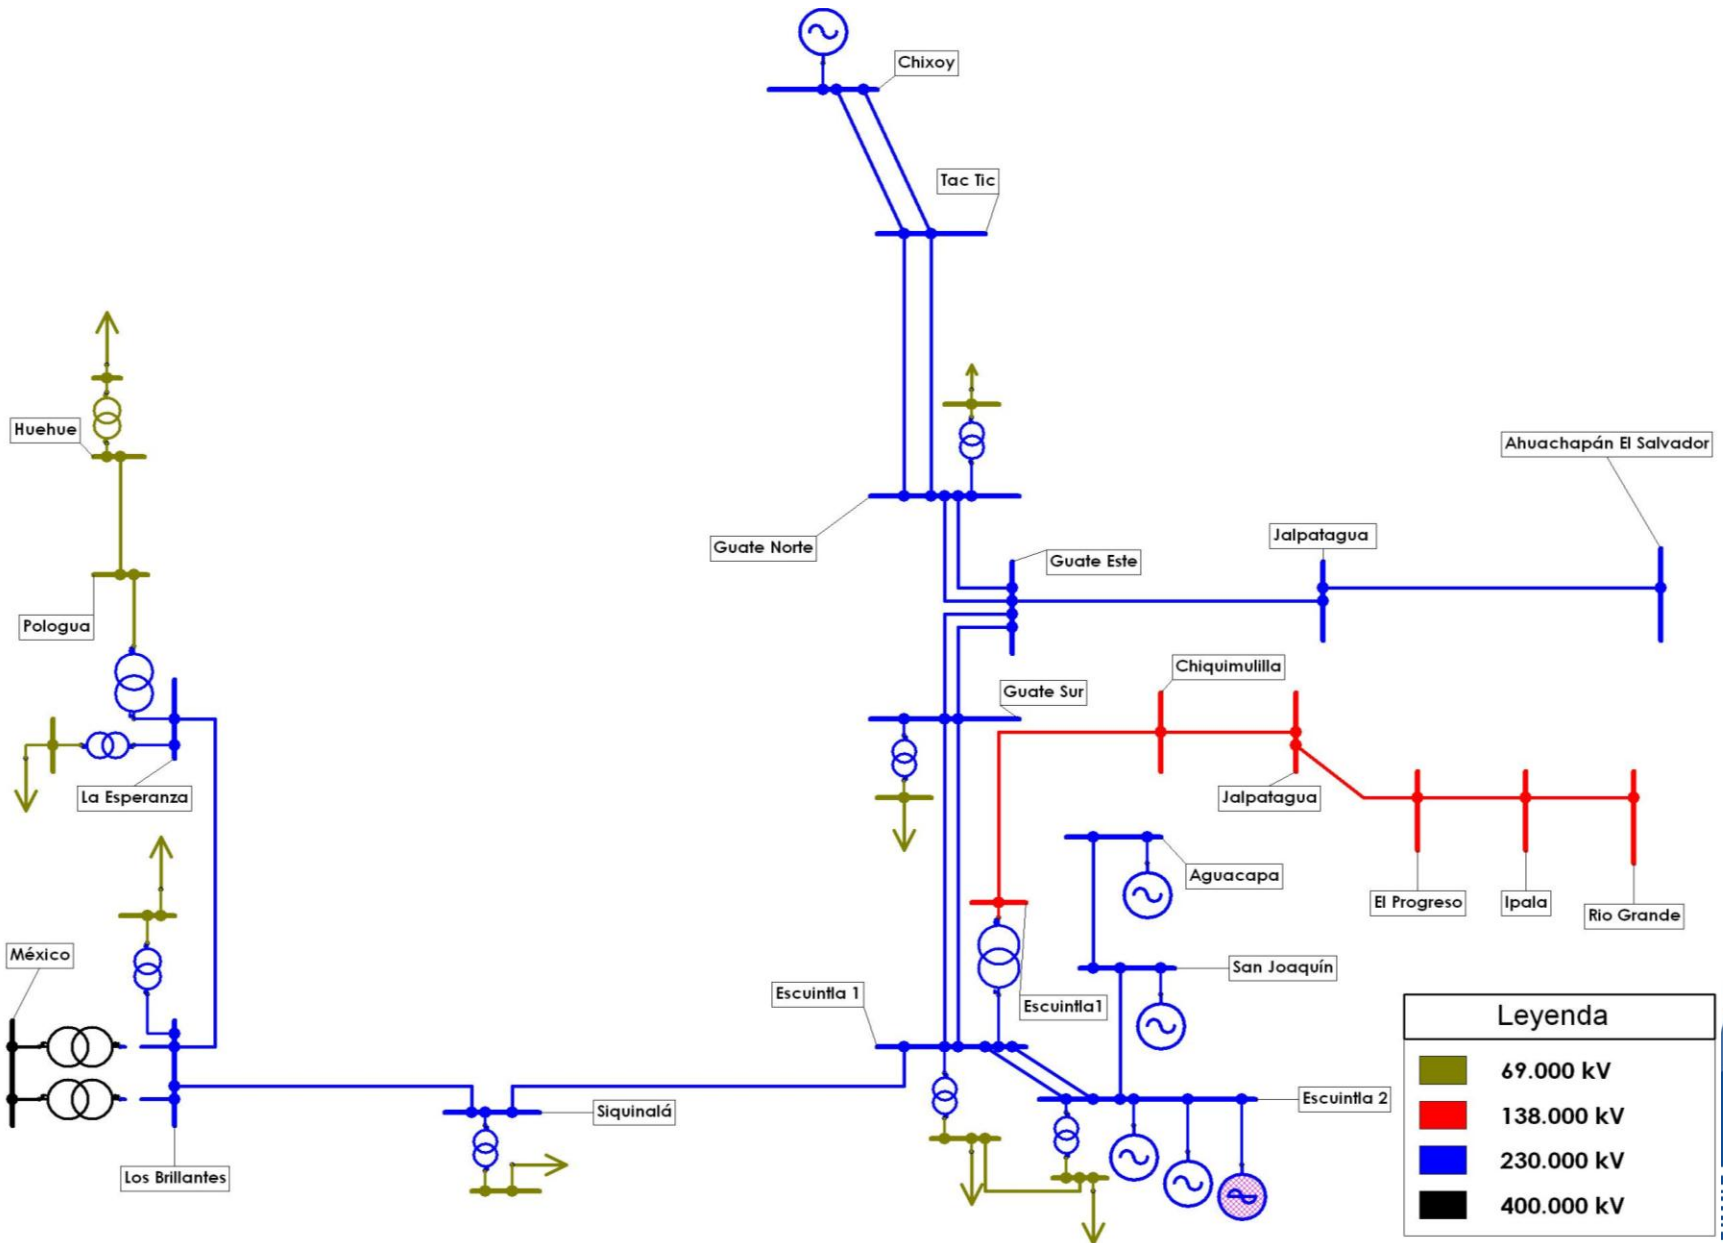 Chixoy
Tac Tic
Huehue
Ahuachapán El Salvador
Guate Norte
Jalpatagua
Guate Este
Pologua
Chiquimulilla
Guate Sur
La Esperanza
Jalpatagua
Aguacapa
El Progreso
Ipala
Rio Grande
México
San Joaquín
Escuintla 1
Escuintla1
Leyenda
69.000 kV
138.000 kV
230.000 kV
400.000 kV
Siquinalá
Escuintla 2
Los Brillantes